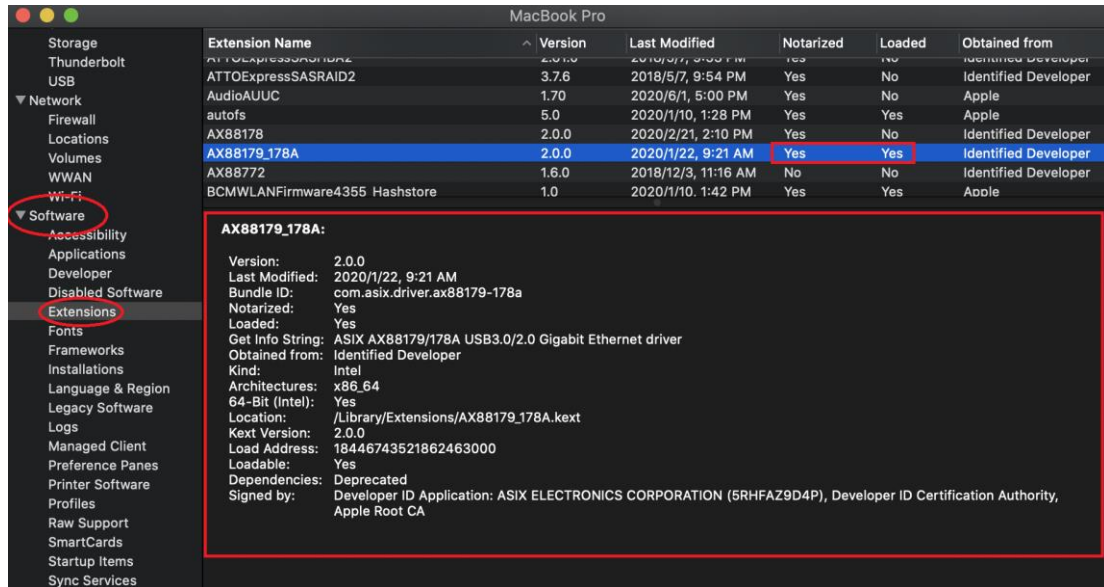 MacBook Pro
Storage
Thunderbolt
USB
Network
Firewall
Locations
Volumes
WWAN
Wi-Fi
Software
Accessibility
Applications
Developer
Disabled Software
Extensions
Fonts
Frameworks
Installations
Language & Region
Legacy Software
Logs
Managed Client
Preference Panes
Printer Software
Profiles
Raw Support
SmartCards
Startup Items
Sync Services
Extension Name Version Last Modified Notarized Loaded Obtained from
ATTOExpressSASRAID2 3.7.6 2018/5/7, 9:54 PM Yes No Identified Developer
AudioAUUC 1.70 2020/6/1, 5:00 PM Yes No Apple
autofs 5.0 2020/1/10, 1:28 PM Yes Yes Apple
AX88178 2.0.0 2020/2/21, 2:10 PM Yes No Identified Developer
AX88179_178A 2.0.0 2020/1/22, 9:21 AM Yes Yes Identified Developer
AX88772 1.6.0 2018/12/3, 11:16 AM No No Identified Developer
BCMWLANFirmware4355 Hashstore 1.0 2020/1/10, 1:42 PM Yes Yes Apple
AX88179_178A:
Version: 2.0.0
Last Modified: 2020/1/22, 9:21 AM
Bundle ID: com.asix.driver.ax88179-178a
Notarized: Yes
Loaded: Yes
Get Info String: ASIX AX88179/178A USB3.0/2.0 Gigabit Ethernet driver
Obtained from: Identified Developer
Kind: Intel
Architectures: x86_64
64-Bit (Intel): Yes
Location: /Library/Extensions/AX88179_178A.kext
Kext Version: 2.0.0
Load Address: 18446743521862463000
Loadable: Yes
Dependencies: Deprecated
Signed by: Developer ID Application: ASIX ELECTRONICS CORPORATION (5RHFAZ9D4P), Developer ID Certification Authority,
Apple Root CA